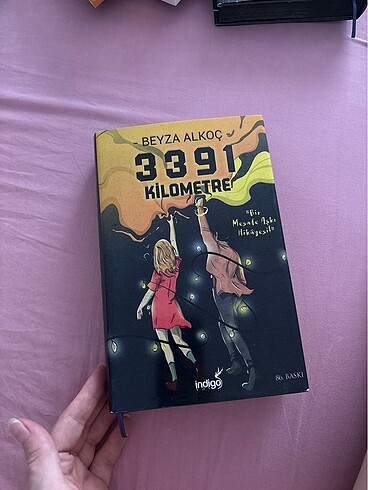 - BEYZA ALKOÇ -
3391
KİLOMETRE
"Bir
Mesafe Aşkı
Hikâyesi!"
indigo
86. BASKI